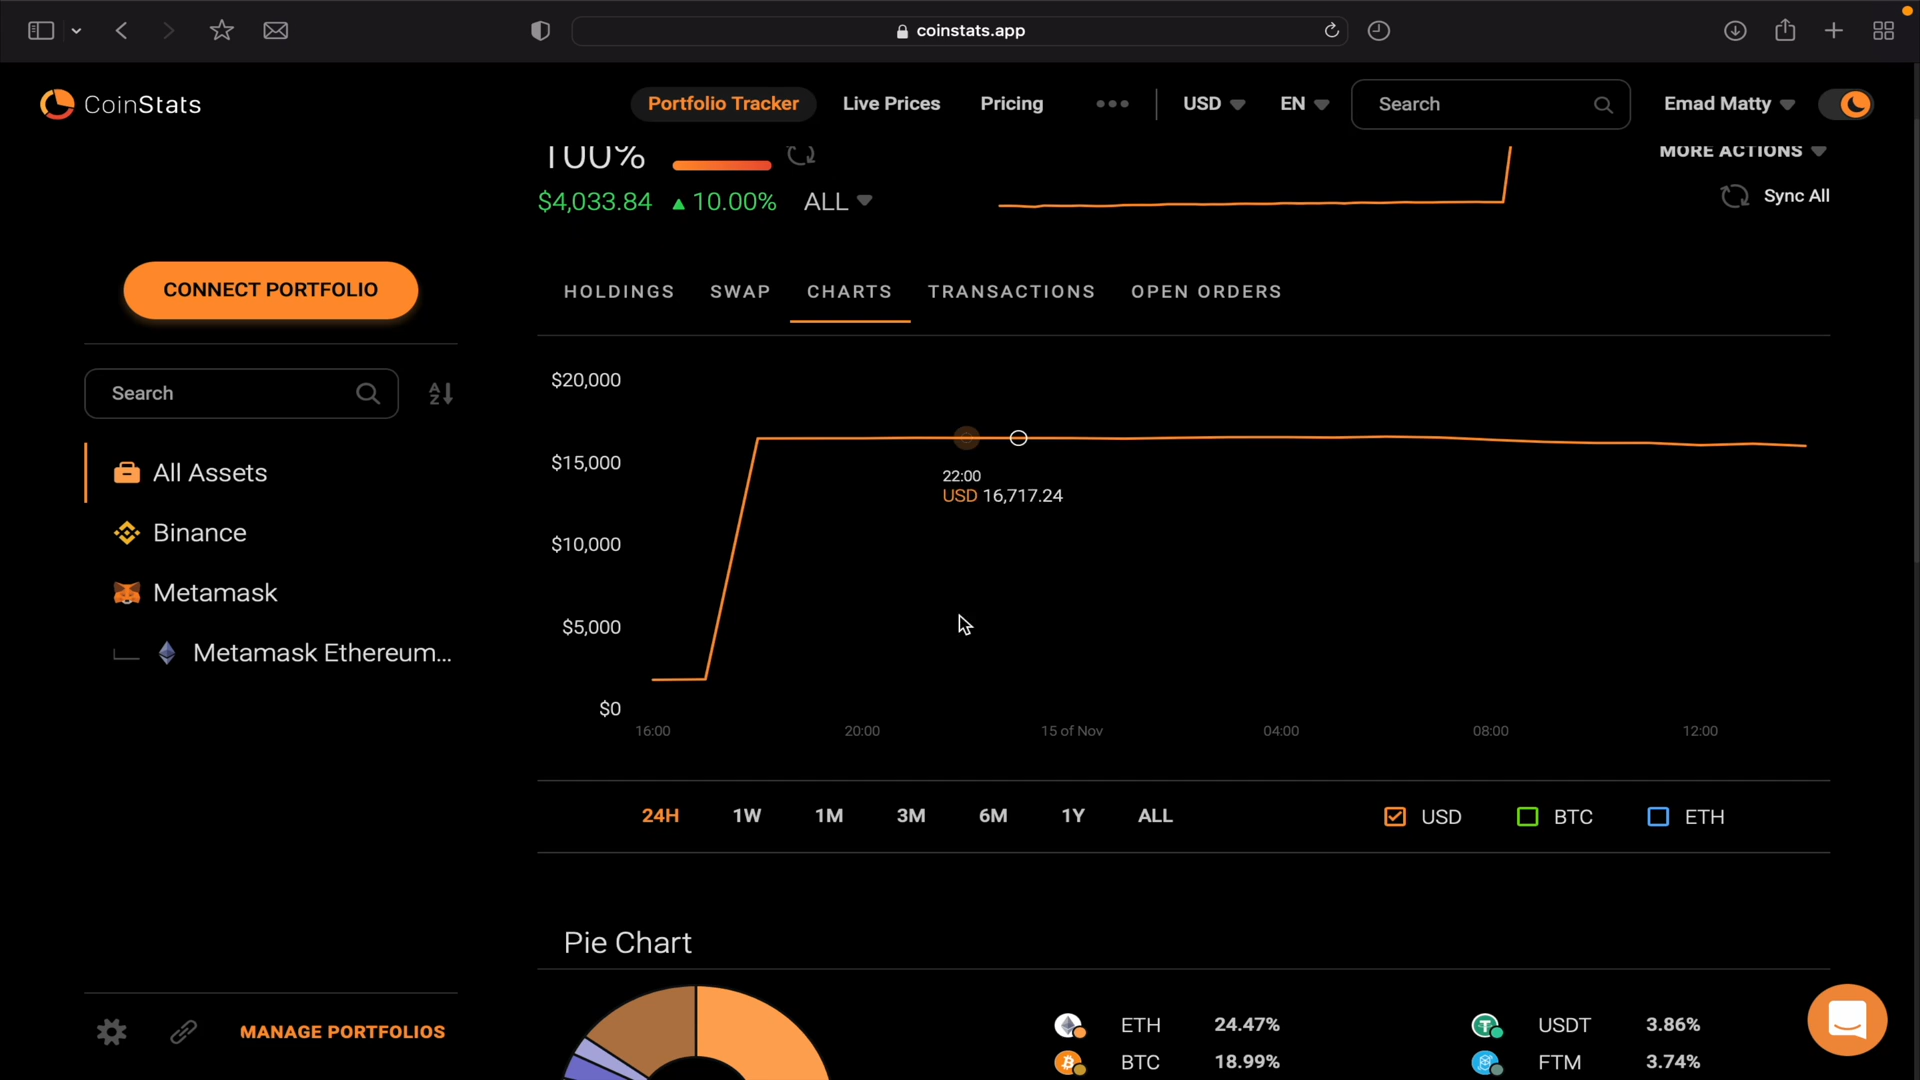 coinstats.app
CoinStats
Portfolio Tracker
Live Prices
Pricing
USD
EN
Search
Emad Matty
100%
MORE ACTIONS
$4,033.84
10.00%
ALL
Sync All
CONNECT PORTFOLIO
Search
All Assets
Binance
Metamask
Metamask Ethereum...
MANAGE PORTFOLIOS
HOLDINGS
SWAP
CHARTS
TRANSACTIONS
OPEN ORDERS
$20,000
$15,000
$10,000
$5,000
$0
22:00
USD 16,717.24
16:00
20:00
15 of Nov
04:00
08:00
12:00
24H
1W
1M
3M
6M
1Y
ALL
USD
BTC
ETH
Pie Chart
ETH 24.47%
USDT 3.86%
BTC 18.99%
FTM 3.74%